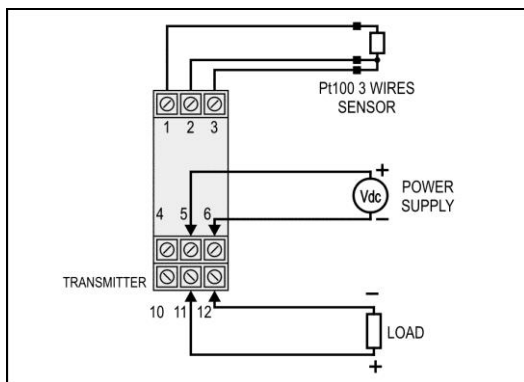 1 2 3
Pt100 3 WIRES
SENSOR
+
4 5 6
Vdc
POWER
SUPPLY
−
TRANSMITTER
10 11 12
−
LOAD
+